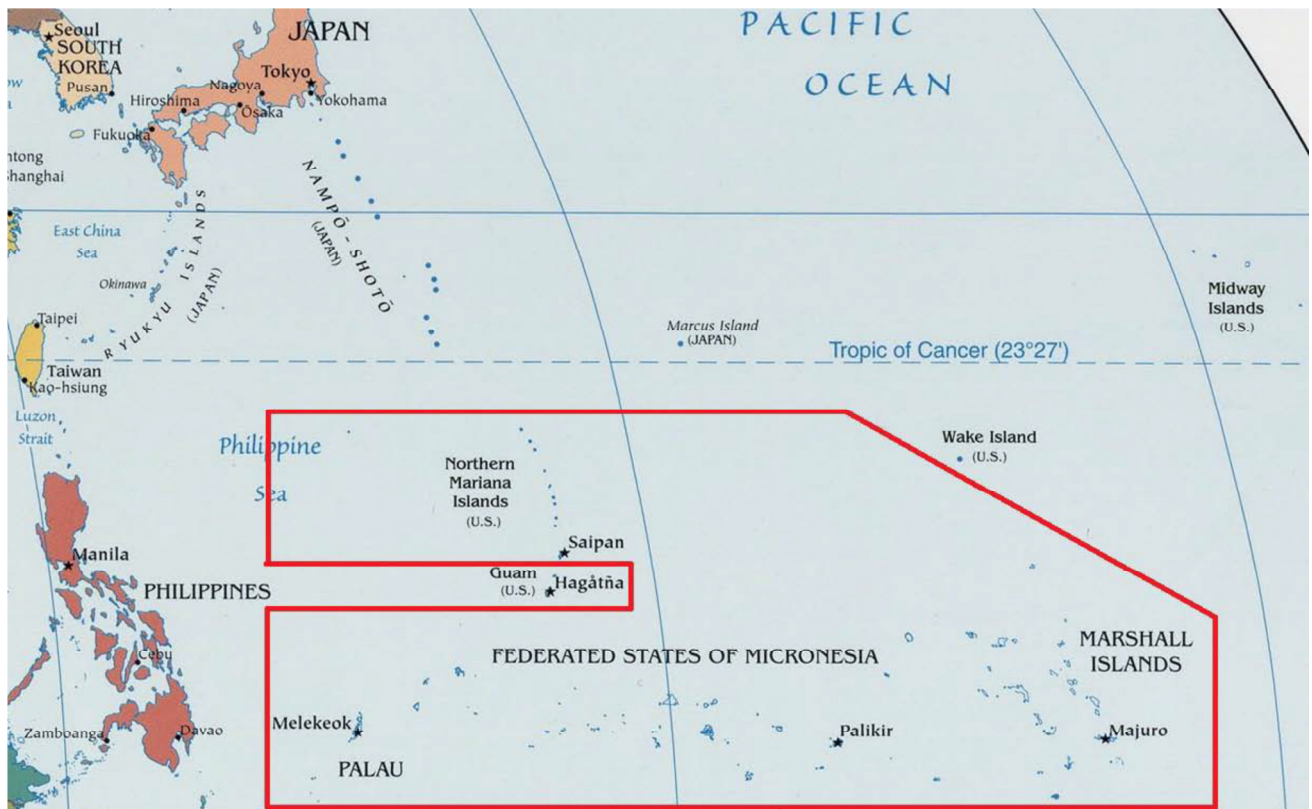 Seoul
SOUTH
KOREA
Pusan
JAPAN
Tokyo
Nagoya
Yokohama
Hiroshima
Ōsaka
Fukuoka
PACIFIC
OCEAN
Shanghai
East China
Sea
Okinawa
RYUKYU ISLANDS
(JAPAN)
NAMPŌ-SHOTŌ
(JAPAN)
Midway
Islands
(U.S.)
Marcus Island
(JAPAN)
Tropic of Cancer (23°27')
Taipei
Taiwan
Kao-hsiung
Luzon
Strait
Philippine
Sea
Wake Island
(U.S.)
Northern
Mariana
Islands
(U.S.)
Saipan
Guam
(U.S.)
Hagåtña
Manila
PHILIPPINES
Cebu
Zamboanga
Davao
FEDERATED STATES OF MICRONESIA
MARSHALL
ISLANDS
Melekeok
PALAU
Palikir
Majuro